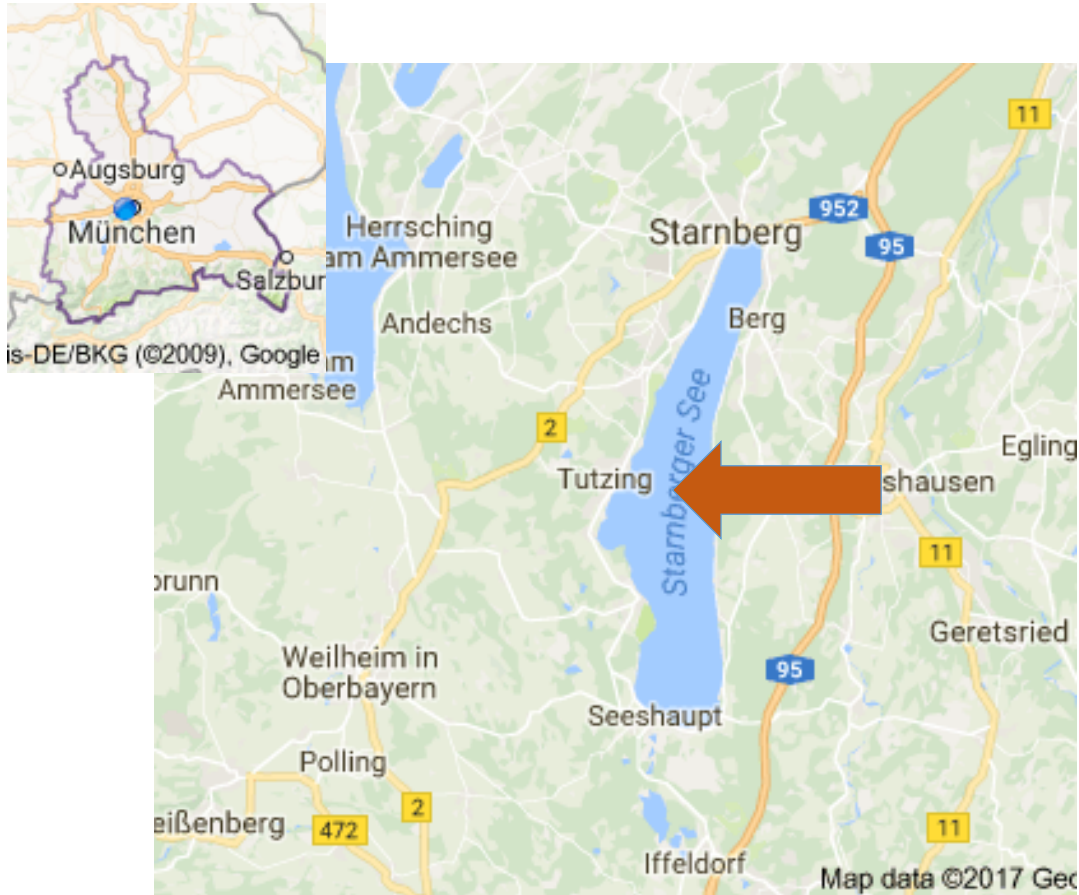 Augsburg
München
Salzbur
is-DE/BKG (©2009), Google
11
952
Herrsching
am Ammersee
Starnberg
95
Andechs
Berg
am
Ammersee
2
Starnberger See
Egling
Tutzing
shausen
11
orunn
Geretsried
Weilheim in
Oberbayern
95
Seeshaupt
Polling
2
eißenberg
472
11
Iffeldorf
Map data ©2017 Geo